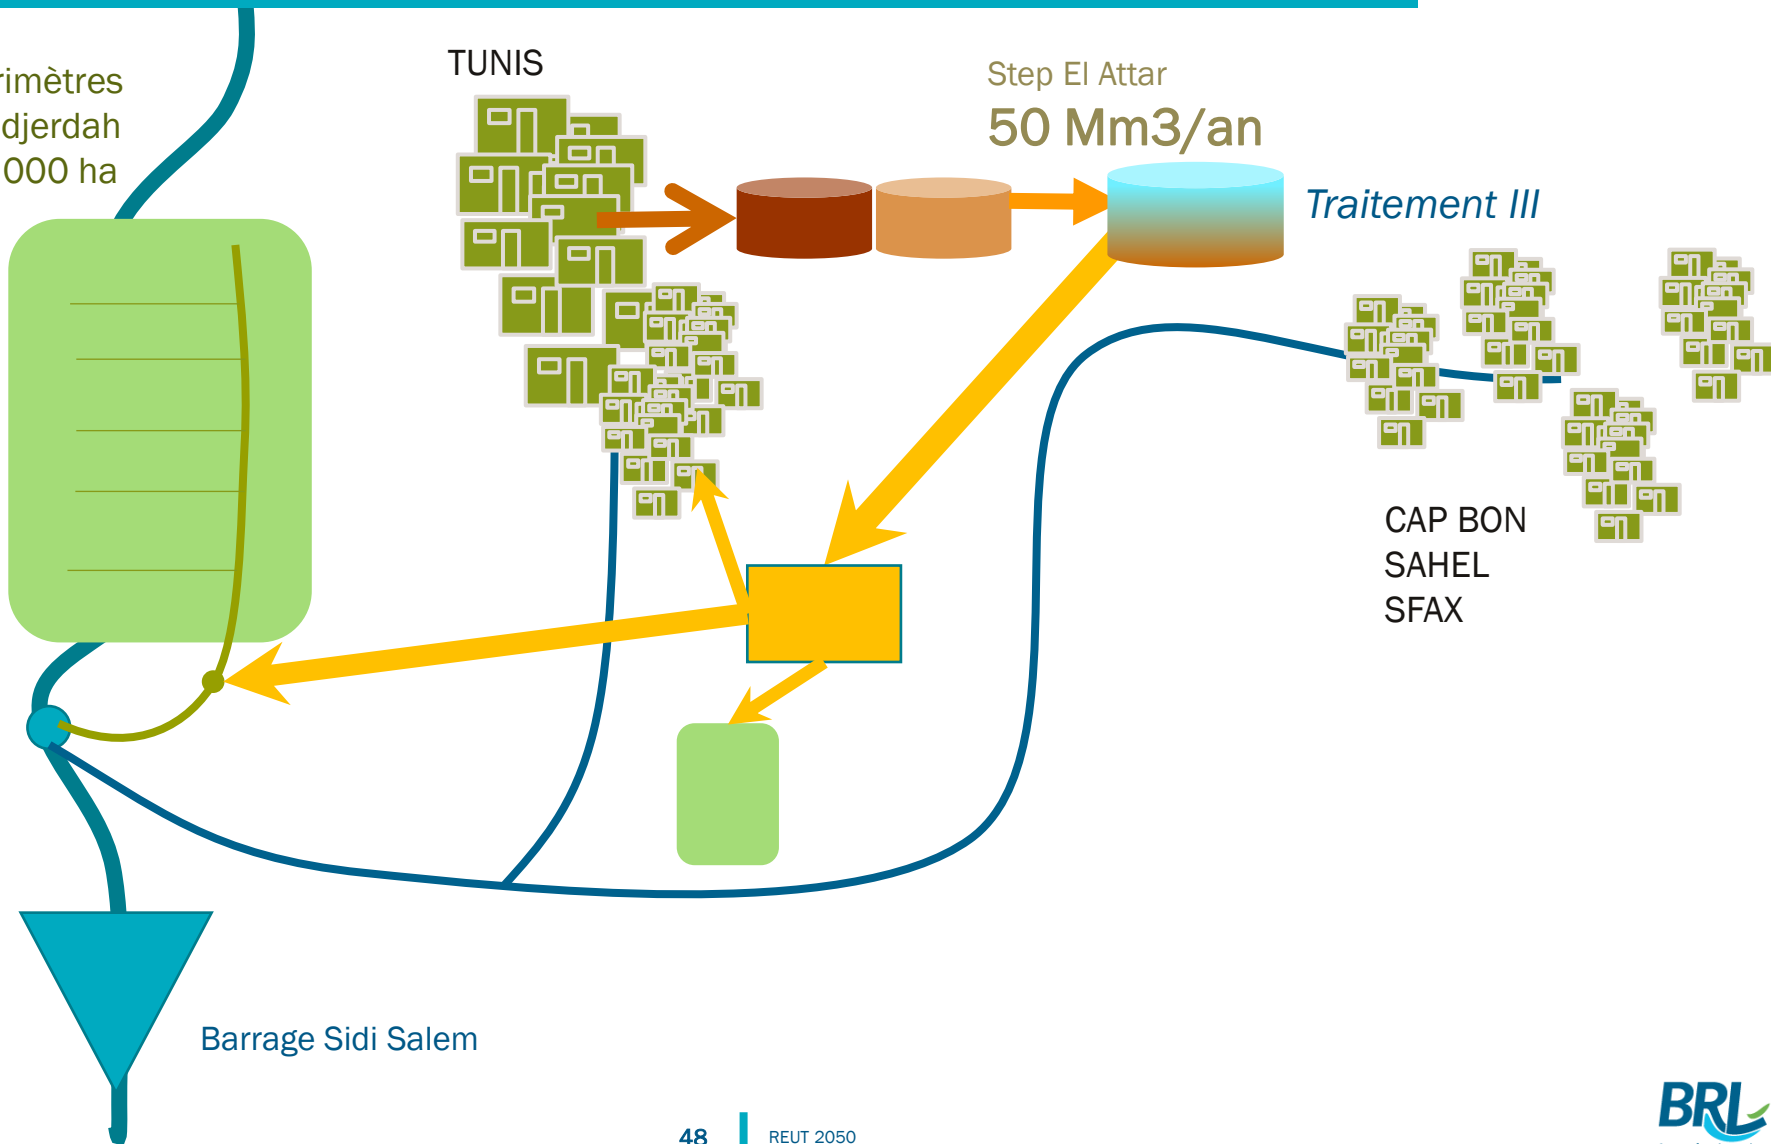 TUNIS
Step El Attar
50 Mm3/an
Traitement III
rimètres
djerdah
000 ha
CAP BON
SAHEL
SFAX
Barrage Sidi Salem
48
REUT 2050
BRL